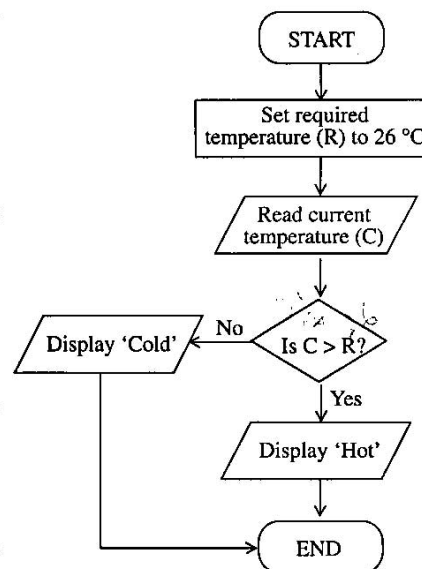 START
Set required
temperature (R) to 26 °C
Read current
temperature (C)
Is C > R?
No
Display ‘Cold’
Yes
Display ‘Hot’
END